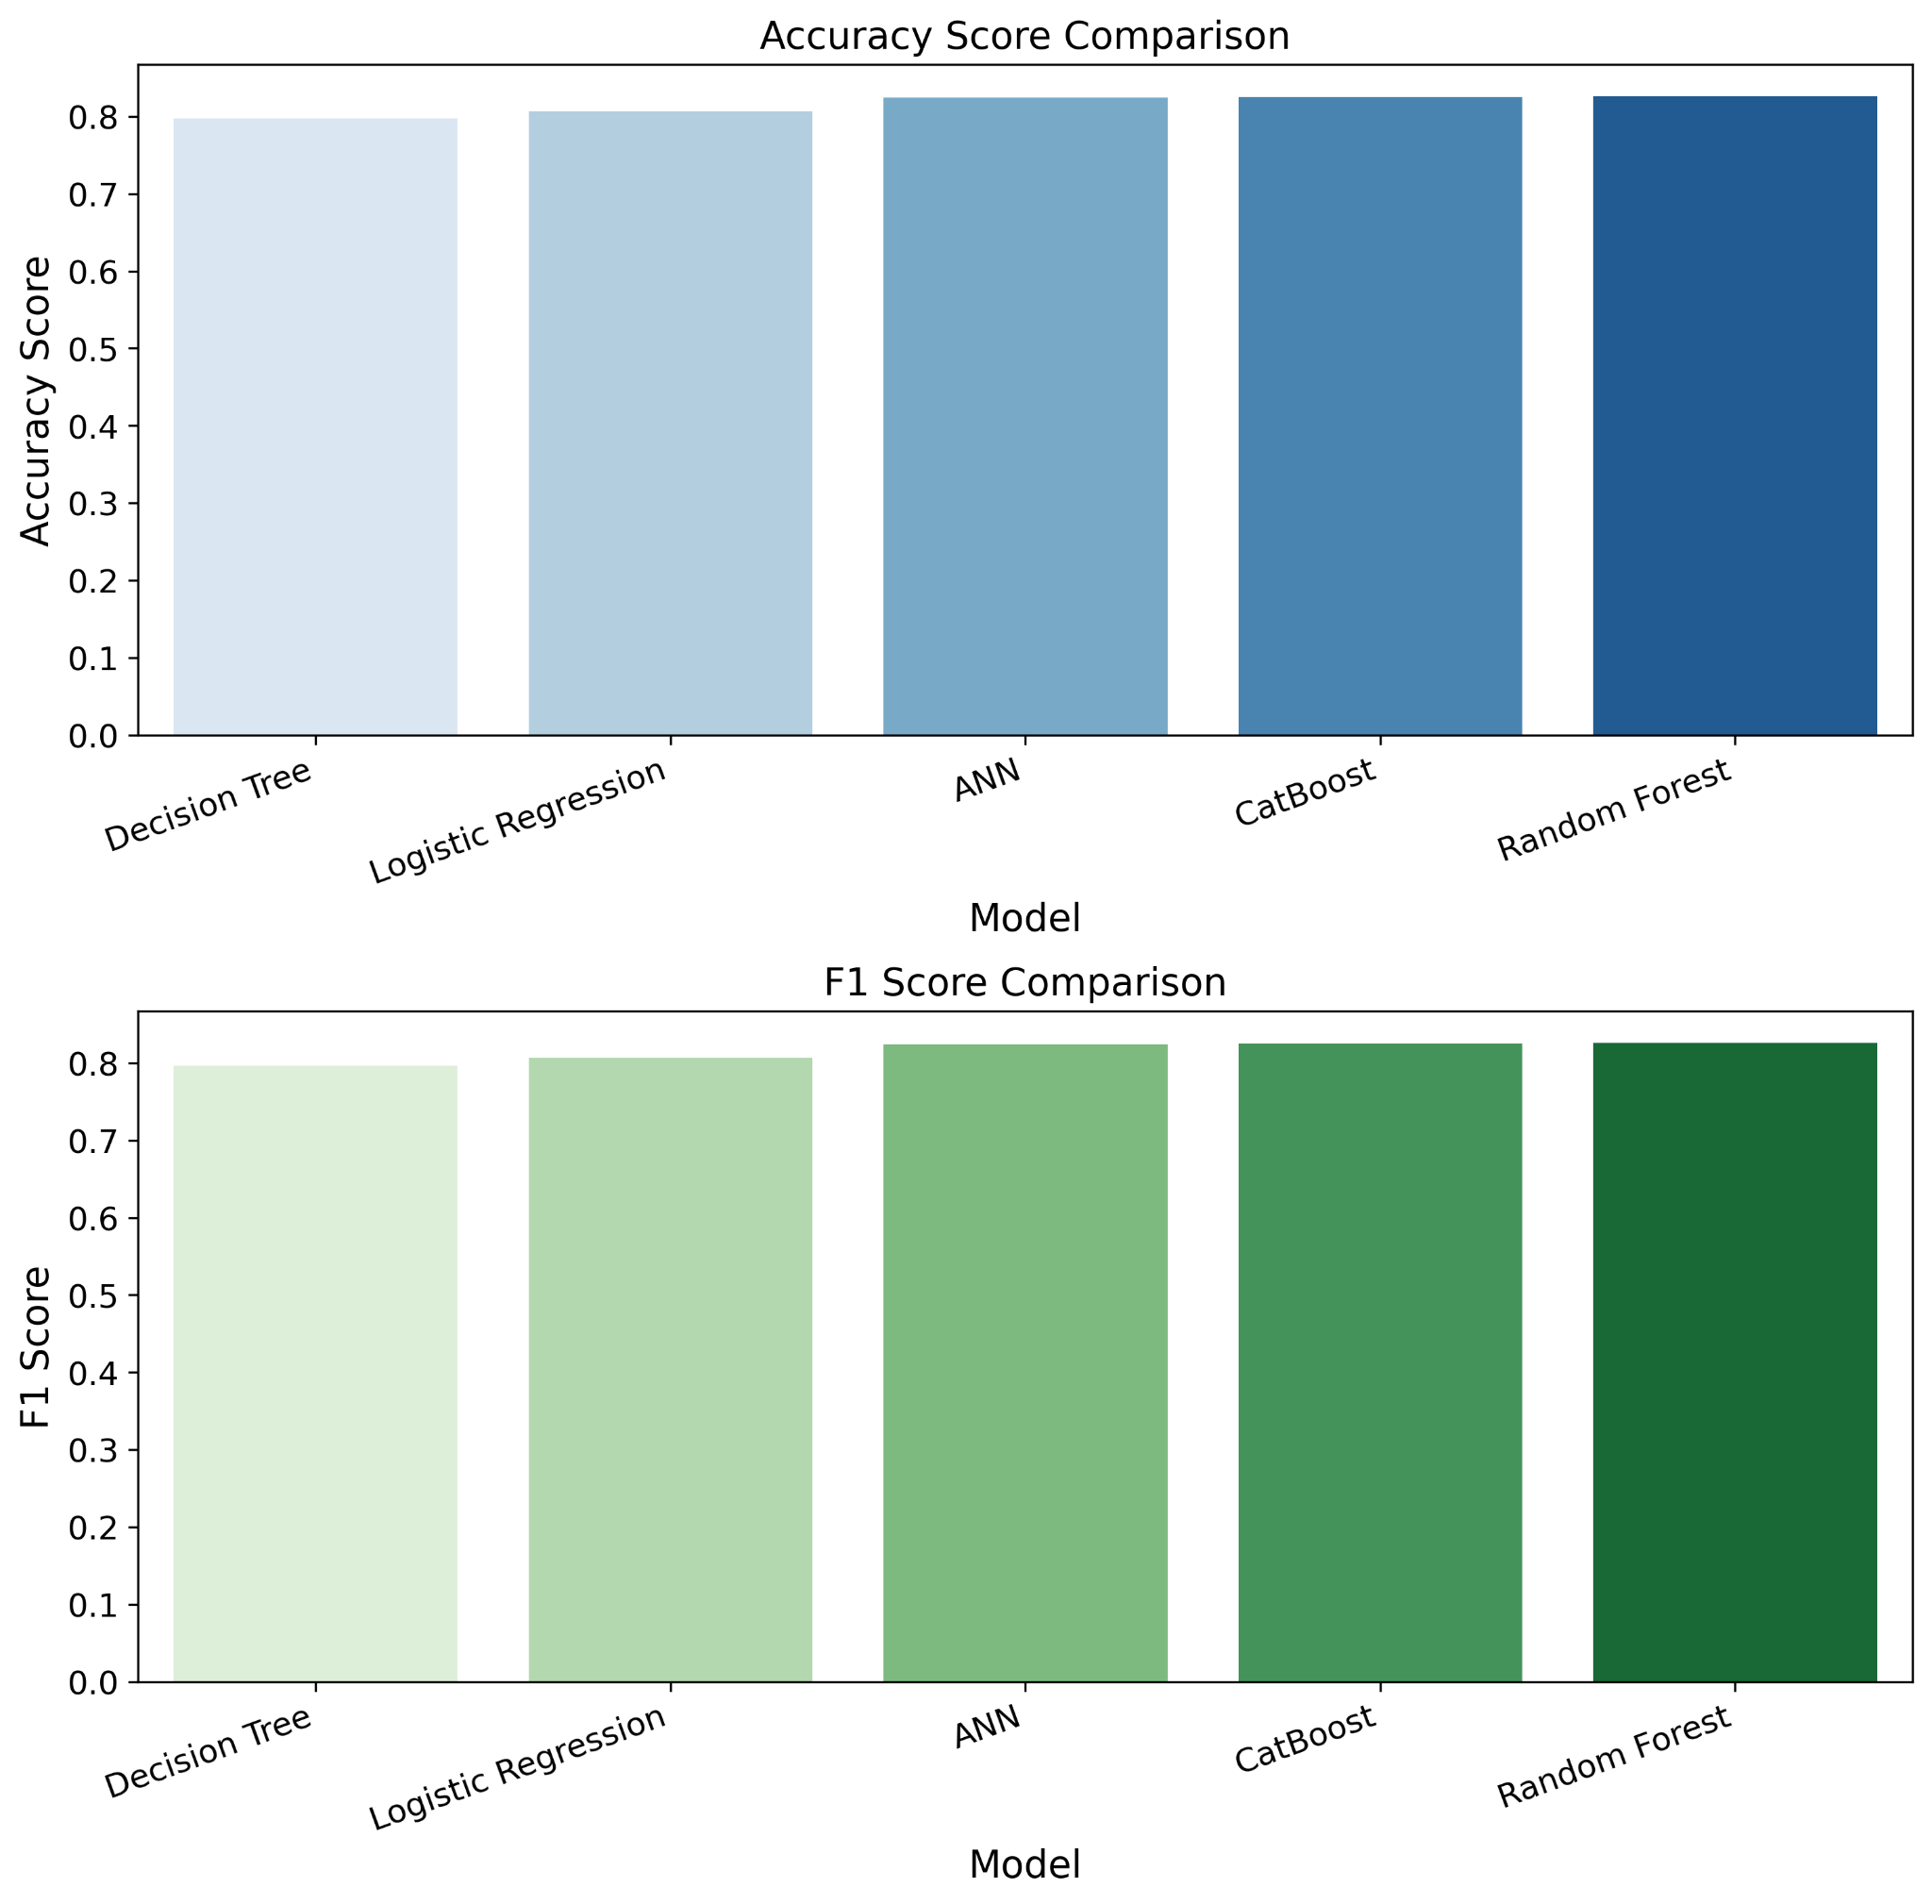 Accuracy Score Comparison
Accuracy Score
0.8
0.7
0.6
0.5
0.4
0.3
0.2
0.1
0.0
Decision Tree
Logistic Regression
ANN
CatBoost
Random Forest
Model
F1 Score Comparison
F1 Score
0.8
0.7
0.6
0.5
0.4
0.3
0.2
0.1
0.0
Decision Tree
Logistic Regression
ANN
CatBoost
Random Forest
Model